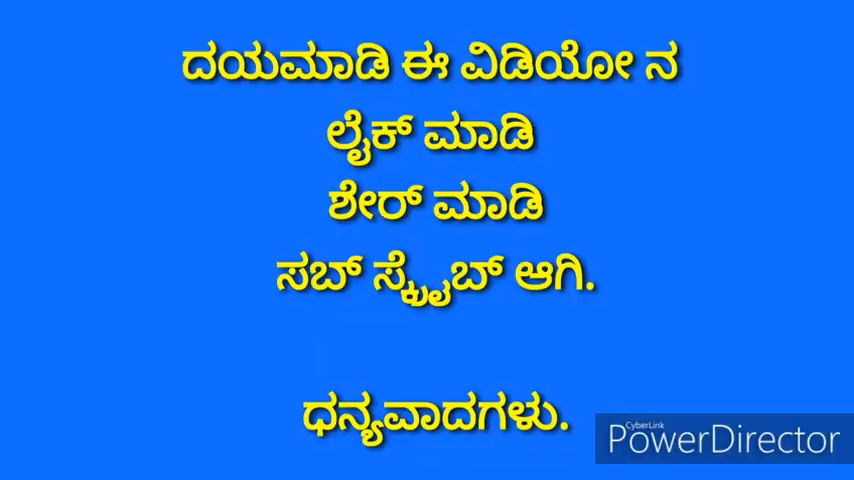 ದಯಮಾಡಿ ಈ ವಿಡಿಯೋ ನ
ಲೈಕ್ ಮಾಡಿ
ಶೇರ್ ಮಾಡಿ
ಸಬ್ ಸ್ಕ್ರೈಬ್ ಆಗಿ.
ಧನ್ಯವಾದಗಳು.
CyberLink
PowerDirector